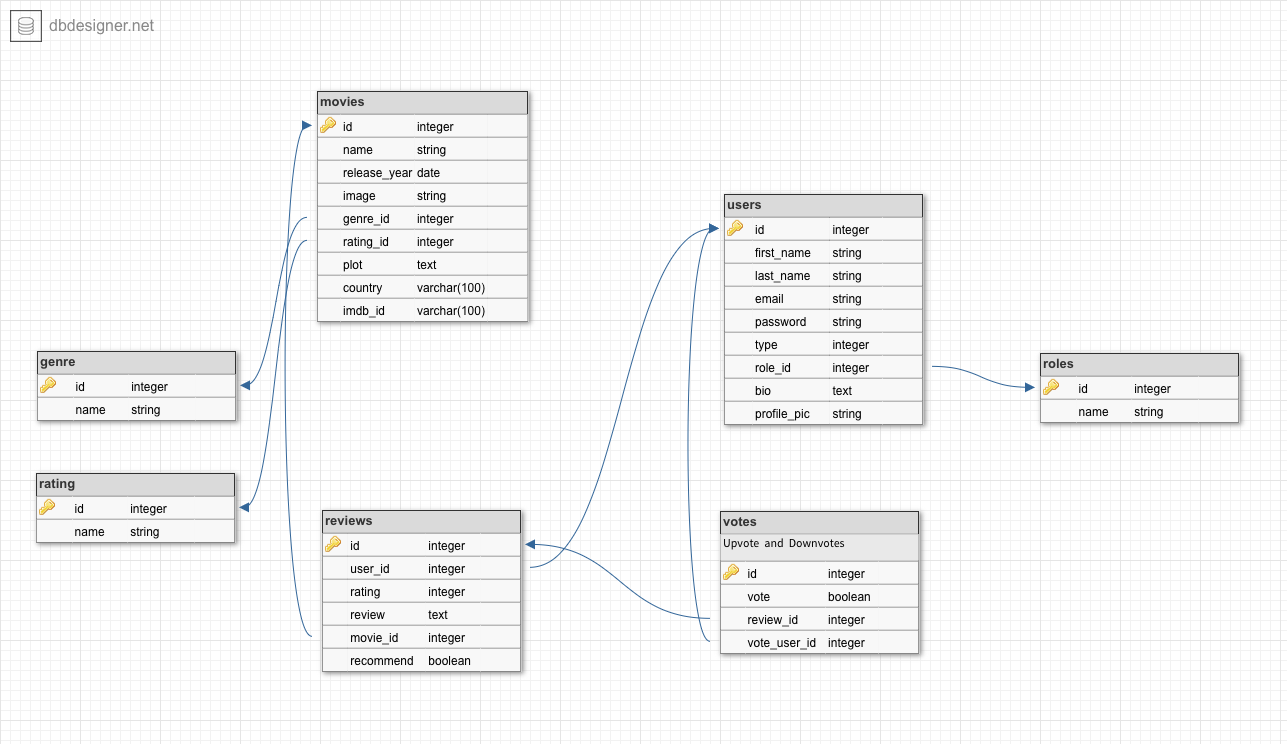 dbdesigner.net
movies
id integer
name string
release_year date
image string
genre_id integer
rating_id integer
plot text
country varchar(100)
imdb_id varchar(100)
users
id integer
first_name string
last_name string
email string
password string
type integer
role_id integer
bio text
profile_pic string
genre
id integer
name string
roles
id integer
name string
rating
id integer
name string
reviews
id integer
user_id integer
rating integer
review text
movie_id integer
recommend boolean
votes
Upvote and Downvotes
id integer
vote boolean
review_id integer
vote_user_id integer